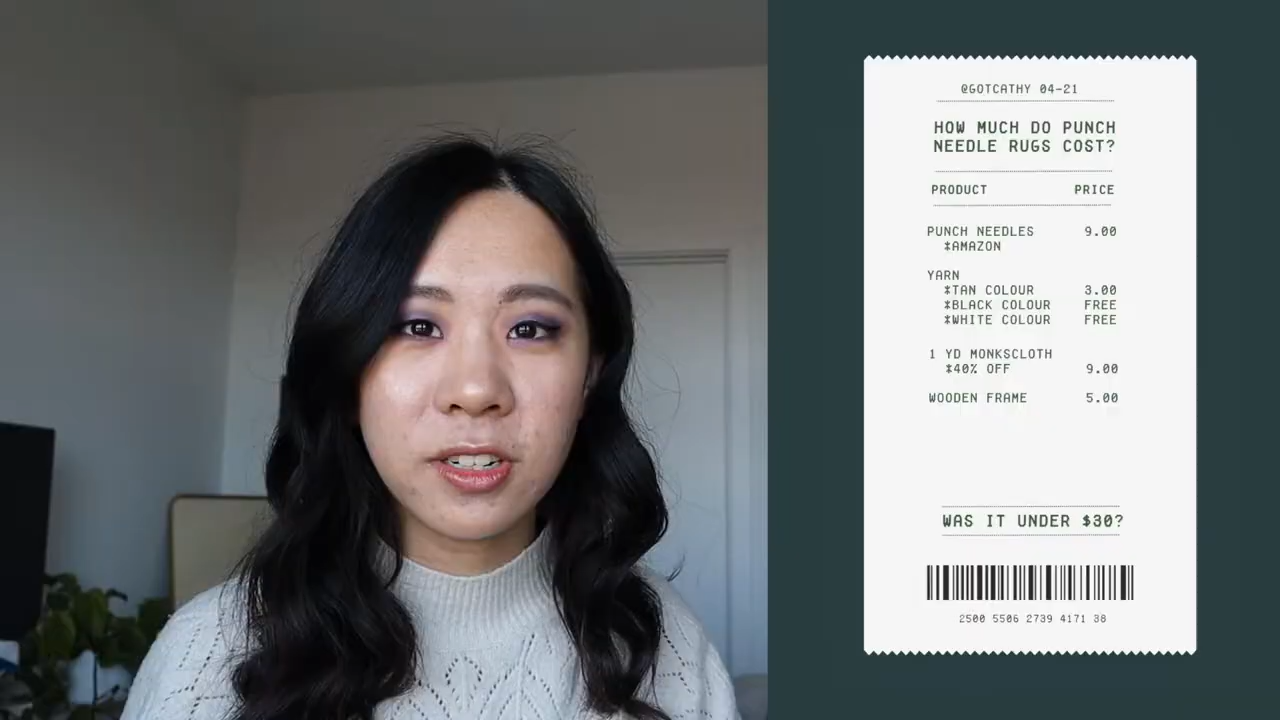 @GOTCATHY 04-21
HOW MUCH DO PUNCH
NEEDLE RUGS COST?
PRODUCT PRICE
PUNCH NEEDLES 9.00
*AMAZON
YARN
*TAN COLOUR 3.00
*BLACK COLOUR FREE
*WHITE COLOUR FREE
1 YD MONKSCLOTH
*40% OFF 9.00
WOODEN FRAME 5.00
WAS IT UNDER $30?
2500 5506 2739 4171 38